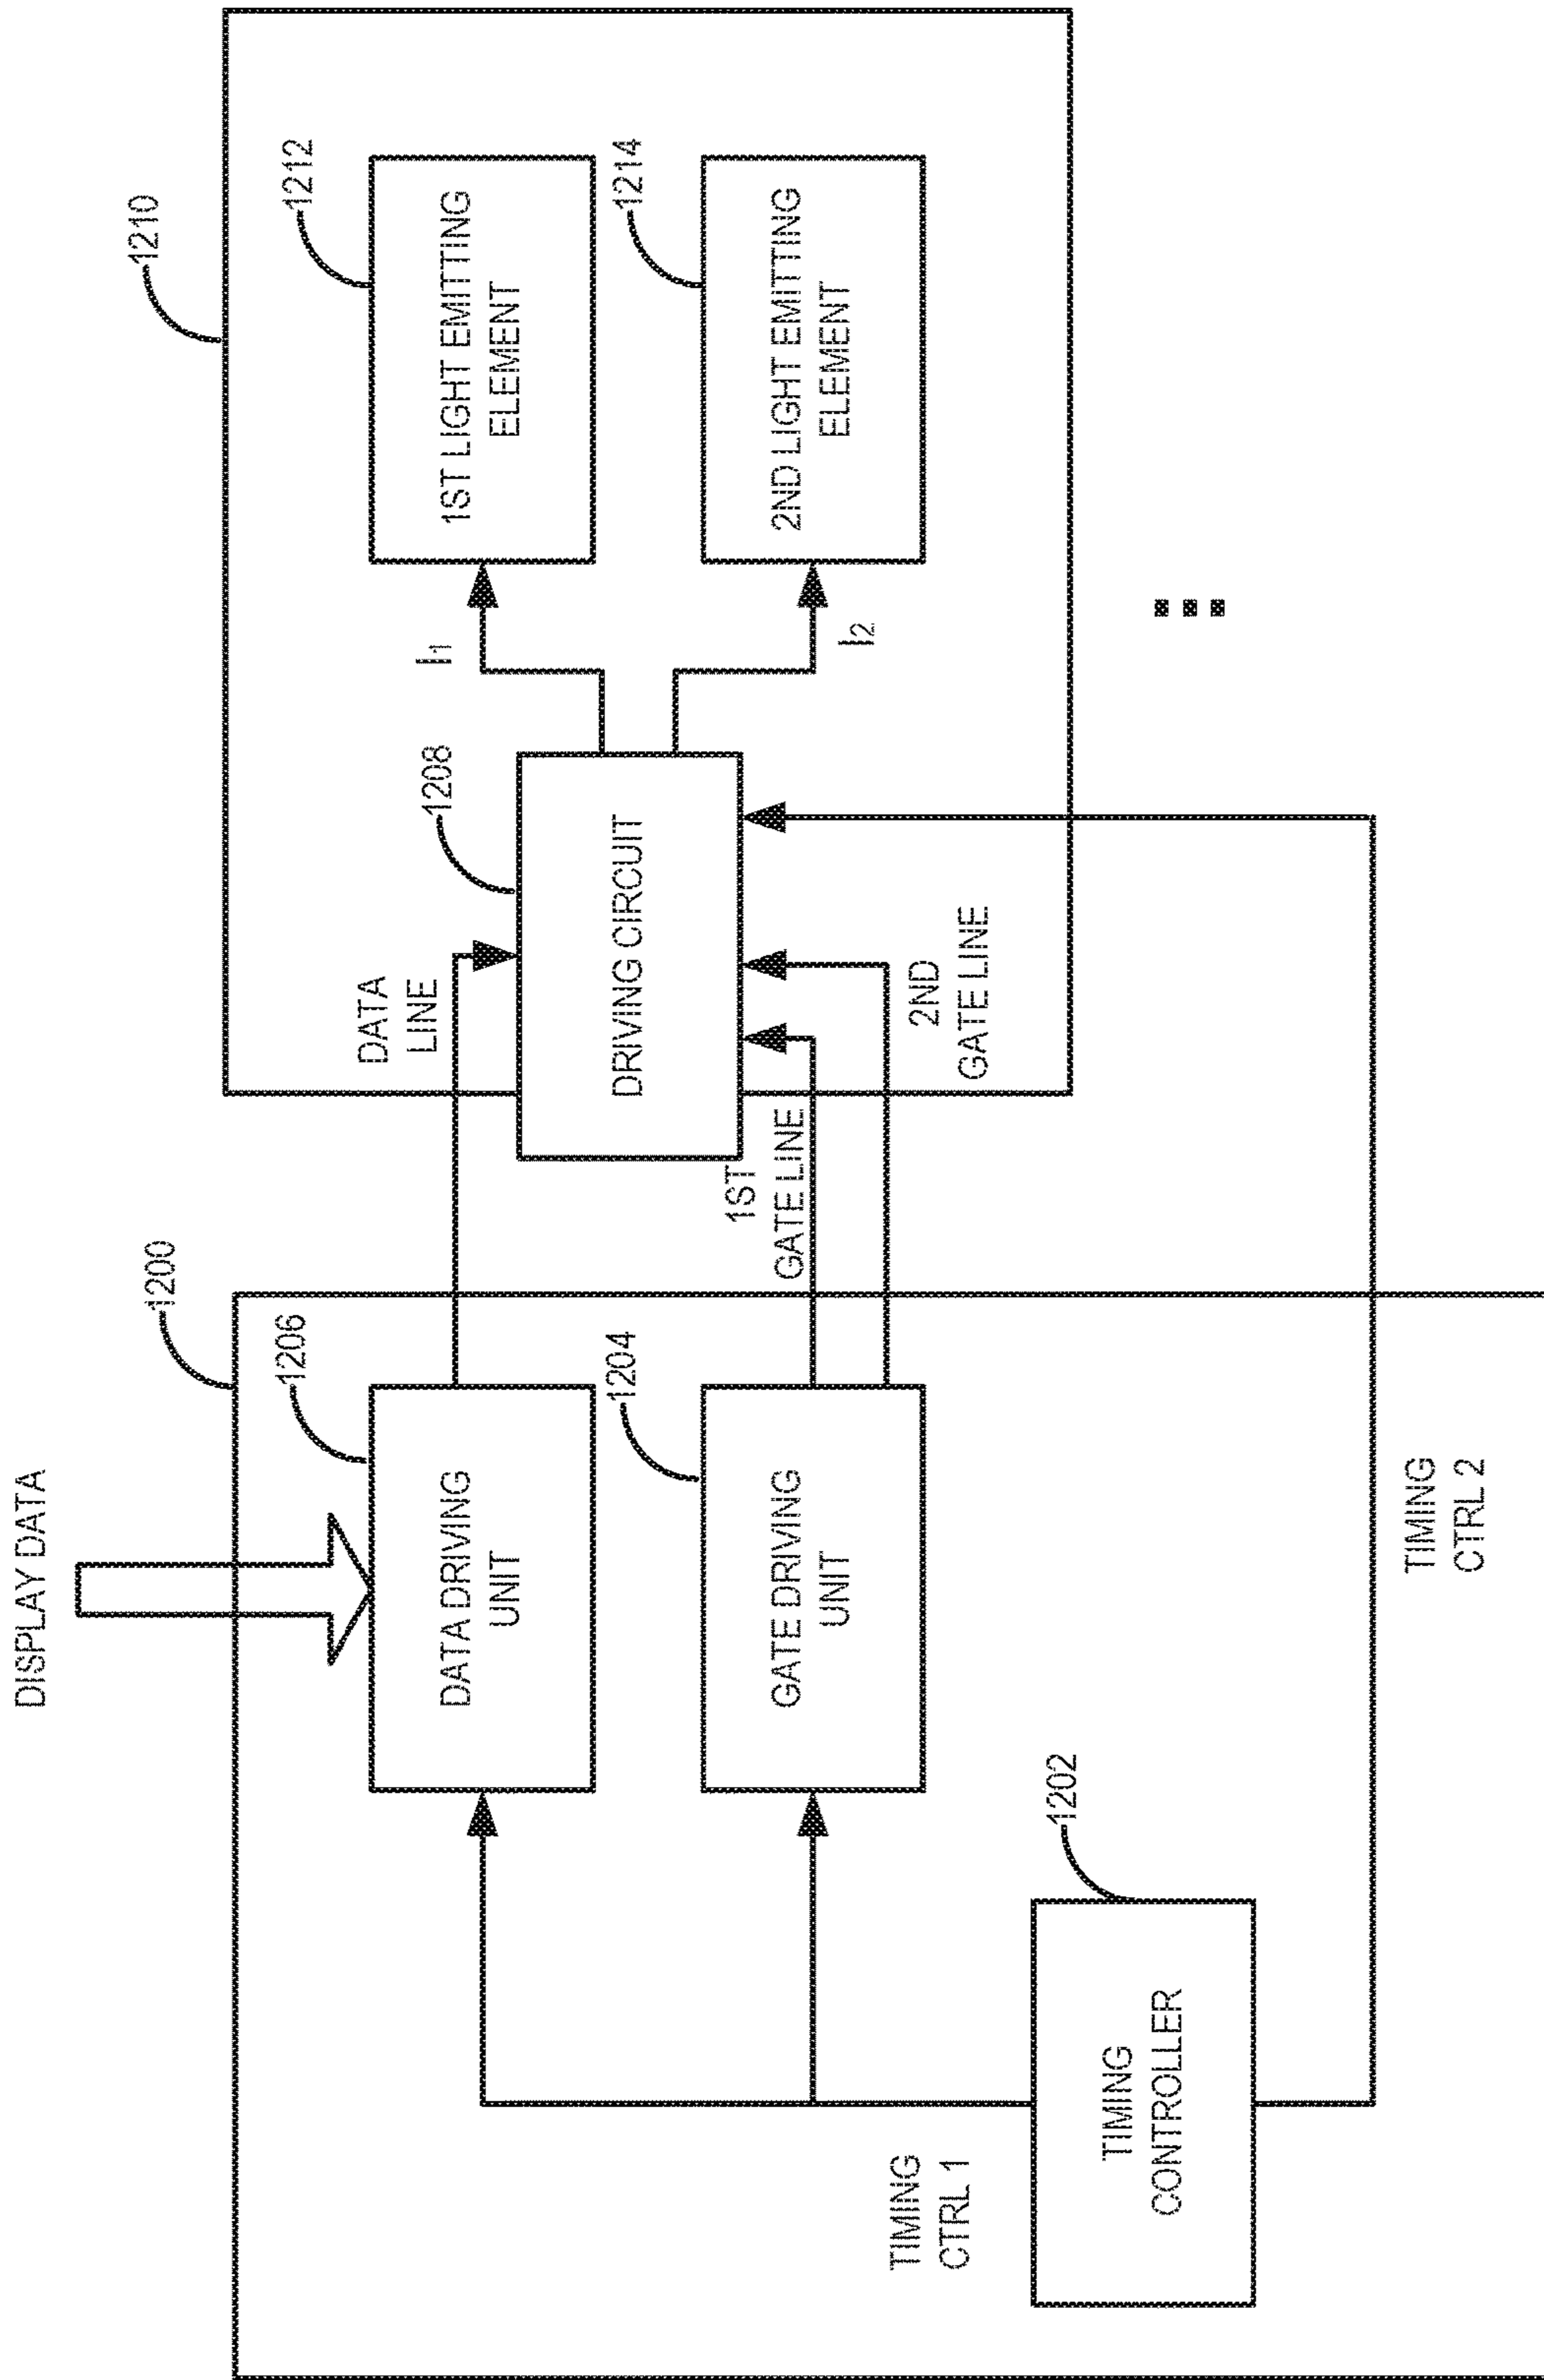 DISPLAY DATA
1200
1206
DATA DRIVING
UNIT
1204
GATE DRIVING
UNIT
1202
TIMING
CONTROLLER
TIMING
CTRL 1
TIMING
CTRL 2
DATA
LINE
1ST
GATE LINE
2ND
GATE LINE
1208
DRIVING CIRCUIT
I1
I2
1210
1212
1ST LIGHT EMITTING
ELEMENT
1214
2ND LIGHT EMITTING
ELEMENT